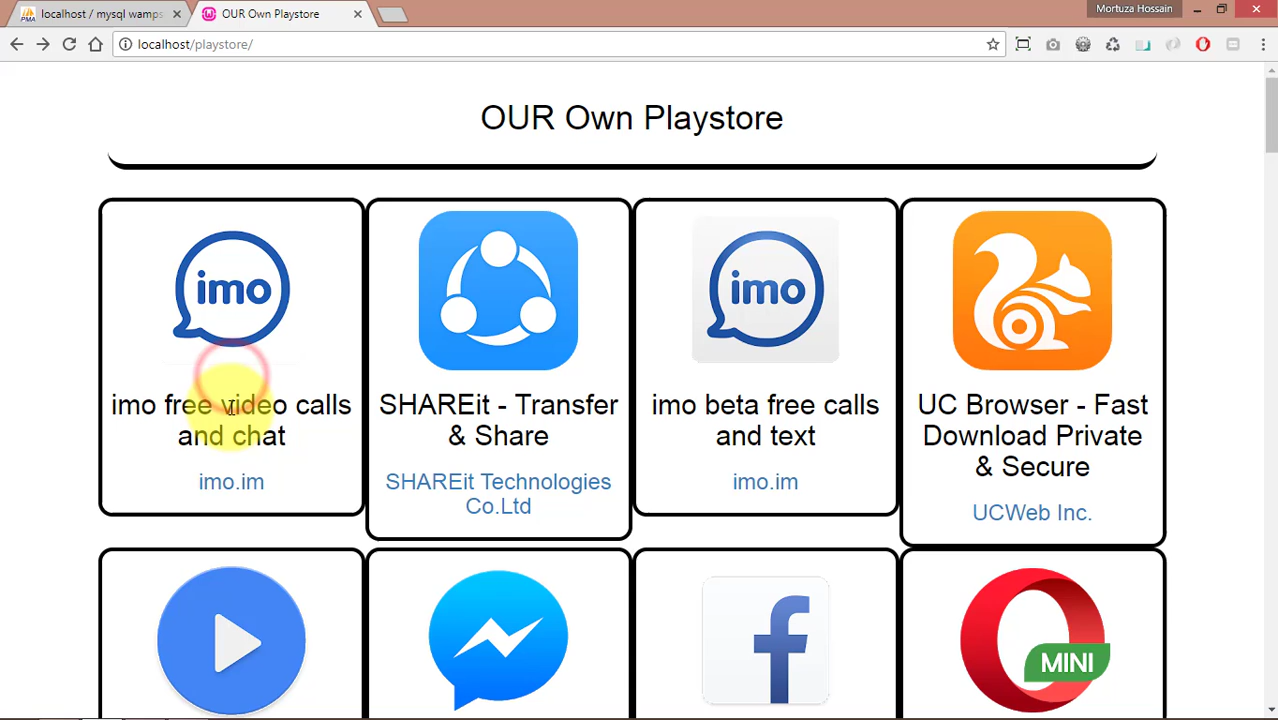 localhost / mysql wamps
OUR Own Playstore
Mortuza Hossain
localhost/playstore/
OUR Own Playstore
imo
imo
imo free video calls
and chat
imo.im
SHAREit - Transfer
& Share
SHAREit Technologies
Co.Ltd
imo beta free calls
and text
imo.im
UC Browser - Fast
Download Private
& Secure
UCWeb Inc.
f
MINI